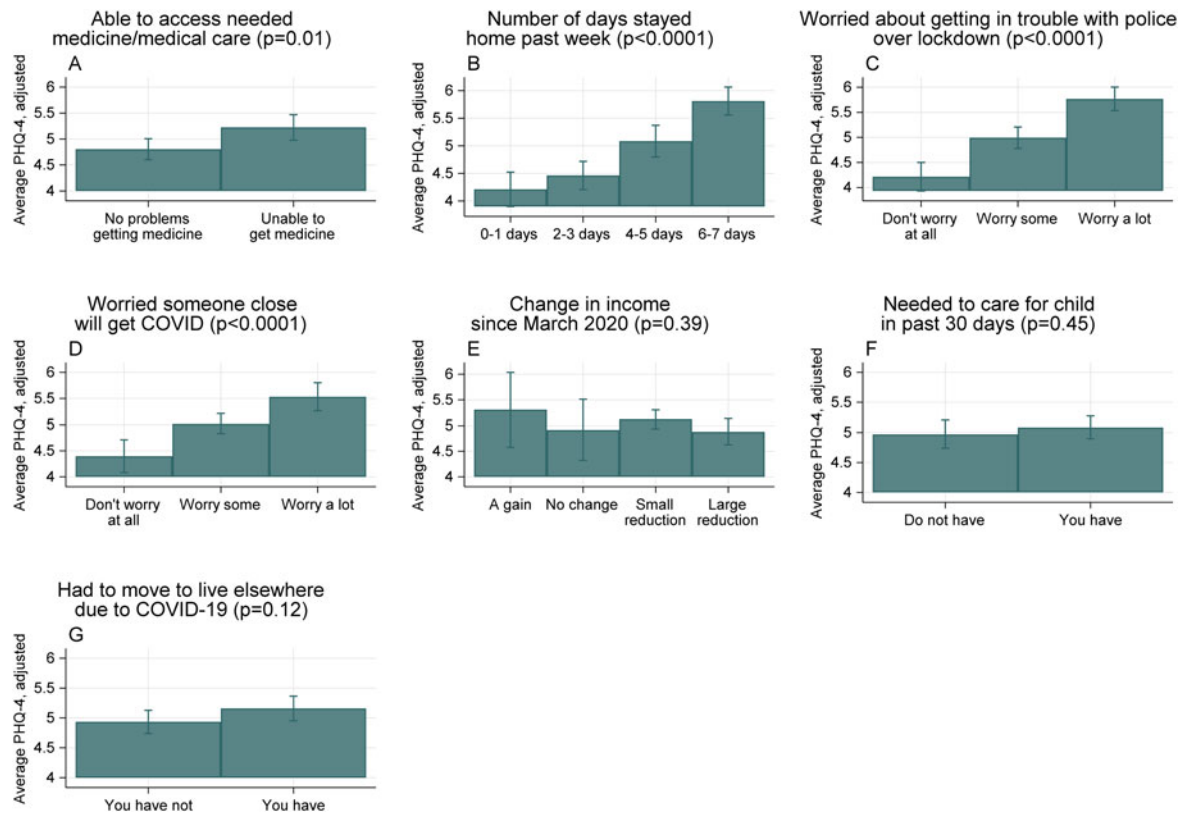 Able to access needed
medicine/medical care (p=0.01)
A
Average PHQ-4, adjusted
6
5.5
5
4.5
4
No problems
getting medicine
Unable to
get medicine
Number of days stayed
home past week (p<0.0001)
B
Average PHQ-4, adjusted
6
5.5
5
4.5
4
0-1 days
2-3 days
4-5 days
6-7 days
Worried about getting in trouble with police
over lockdown (p<0.0001)
C
Average PHQ-4, adjusted
6
5.5
5
4.5
4
Don't worry
at all
Worry some
Worry a lot
Worried someone close
will get COVID (p<0.0001)
D
Average PHQ-4, adjusted
6
5.5
5
4.5
4
Don't worry
at all
Worry some
Worry a lot
Change in income
since March 2020 (p=0.39)
E
Average PHQ-4, adjusted
6
5.5
5
4.5
4
A gain
No change
Small
reduction
Large
reduction
Needed to care for child
in past 30 days (p=0.45)
F
Average PHQ-4, adjusted
6
5.5
5
4.5
4
Do not have
You have
Had to move to live elsewhere
due to COVID-19 (p=0.12)
G
Average PHQ-4, adjusted
6
5.5
5
4.5
4
You have not
You have